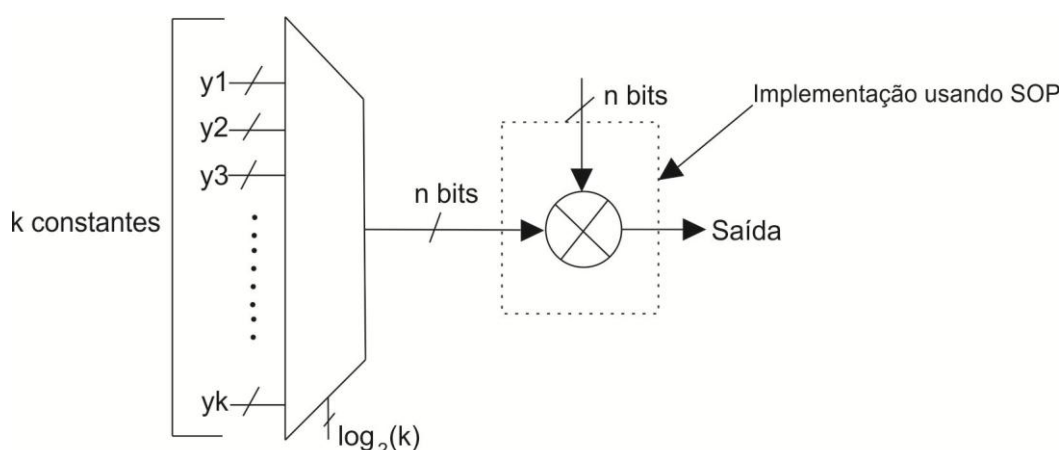 y1
y2
y3
k constantes
yk
log2(k)
n bits
n bits
Implementação usando SOP
Saída